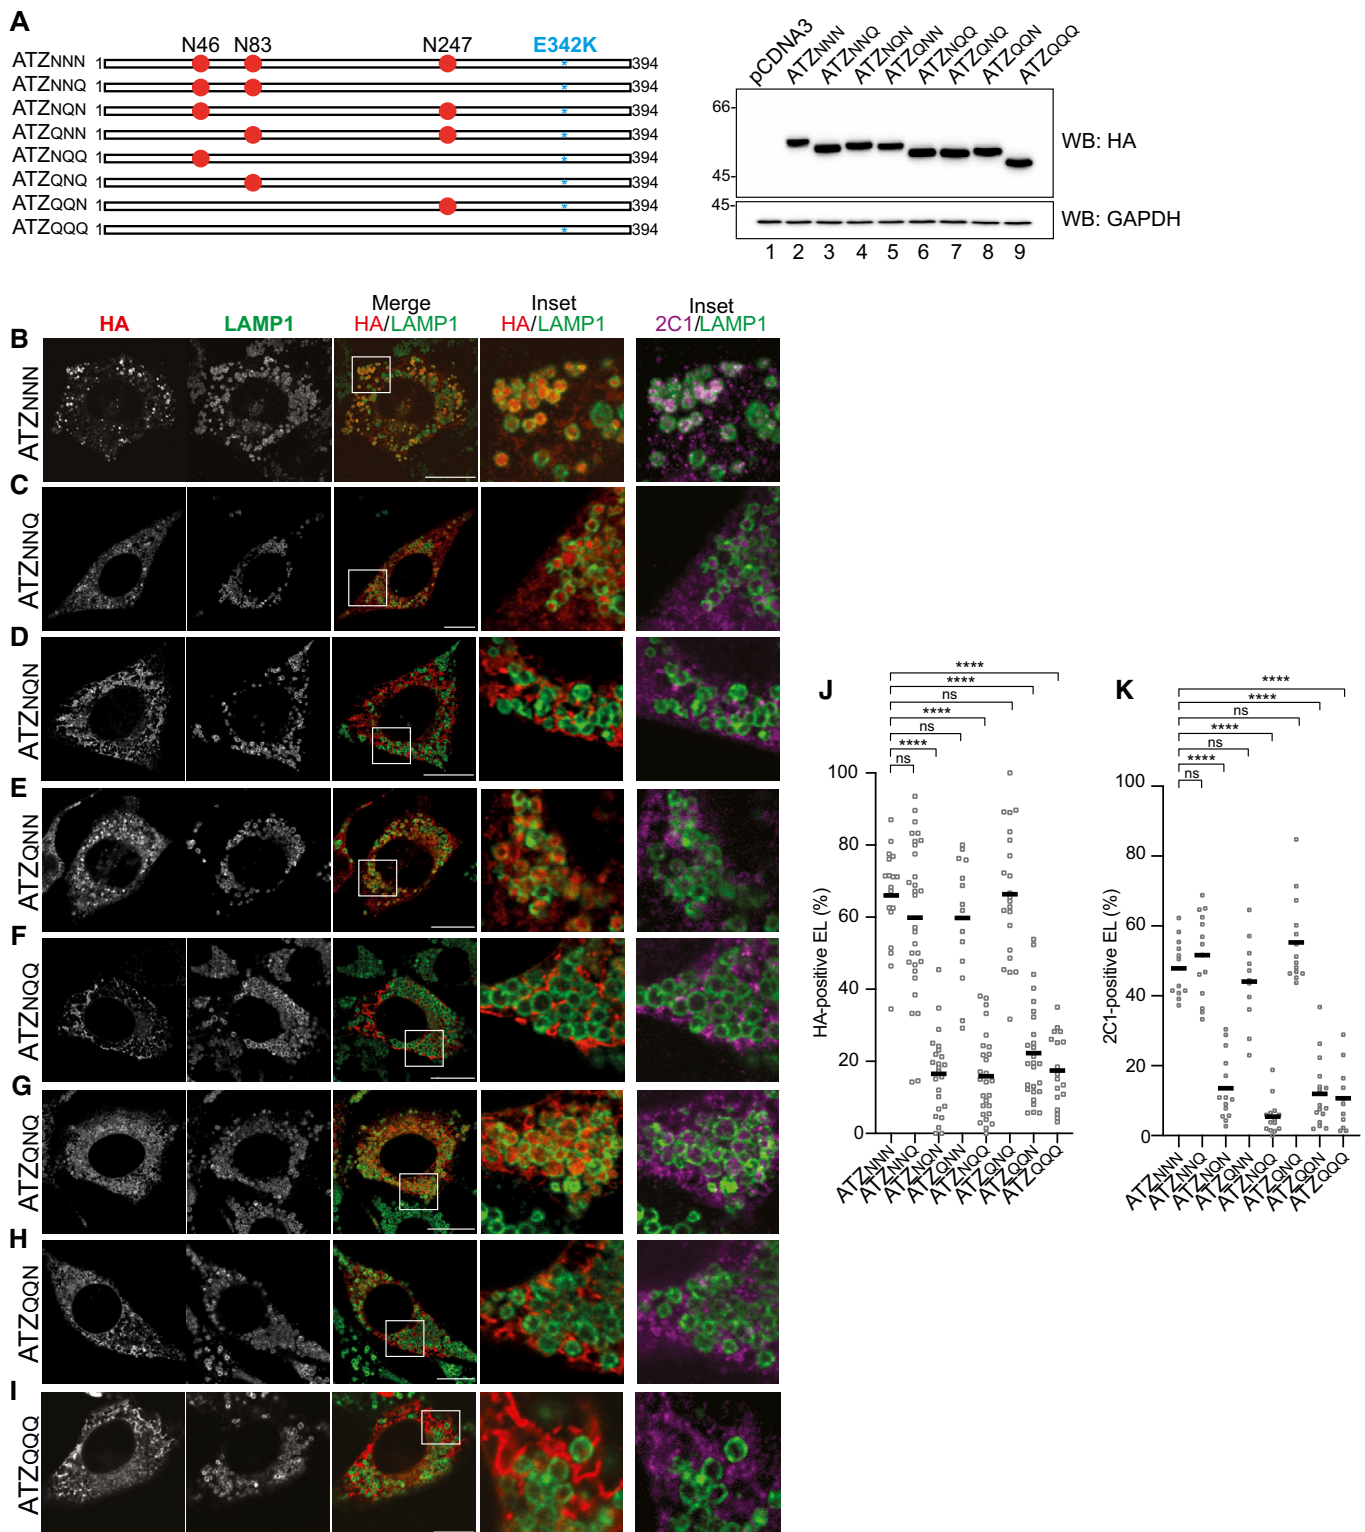 A
N46 N83 N247 E342K
ATZNNN 1 * 394
ATZNNQ 1 * 394
ATZNQN 1 * 394
ATZQNN 1 * 394
ATZNQQ 1 * 394
ATZQNQ 1 * 394
ATZQQN 1 * 394
ATZQQQ 1 * 394
pCDNA3 ATZNNN ATZNNQ ATZNQN ATZQNN ATZNQQ ATZQNQ ATZQQN ATZQQQ
66-
WB: HA
45-
45-
WB: GAPDH
1 2 3 4 5 6 7 8 9
HA LAMP1 Merge HA/LAMP1 Inset HA/LAMP1 Inset 2C1/LAMP1
B ATZNNN
C ATZNNQ
D ATZNQN
E ATZQNN
F ATZNQQ
G ATZQNQ
H ATZQQN
I ATZQQQ
J
****
****
ns
****
ns
****
ns
HA-positive EL (%)
100
80
60
40
20
0
ATZNNN ATZNNQ ATZNQN ATZQNN ATZNQQ ATZQNQ ATZQQN ATZQQQ
K
****
****
ns
****
ns
****
ns
2C1-positive EL (%)
100
80
60
40
20
0
ATZNNN ATZNNQ ATZNQN ATZQNN ATZNQQ ATZQNQ ATZQQN ATZQQQ